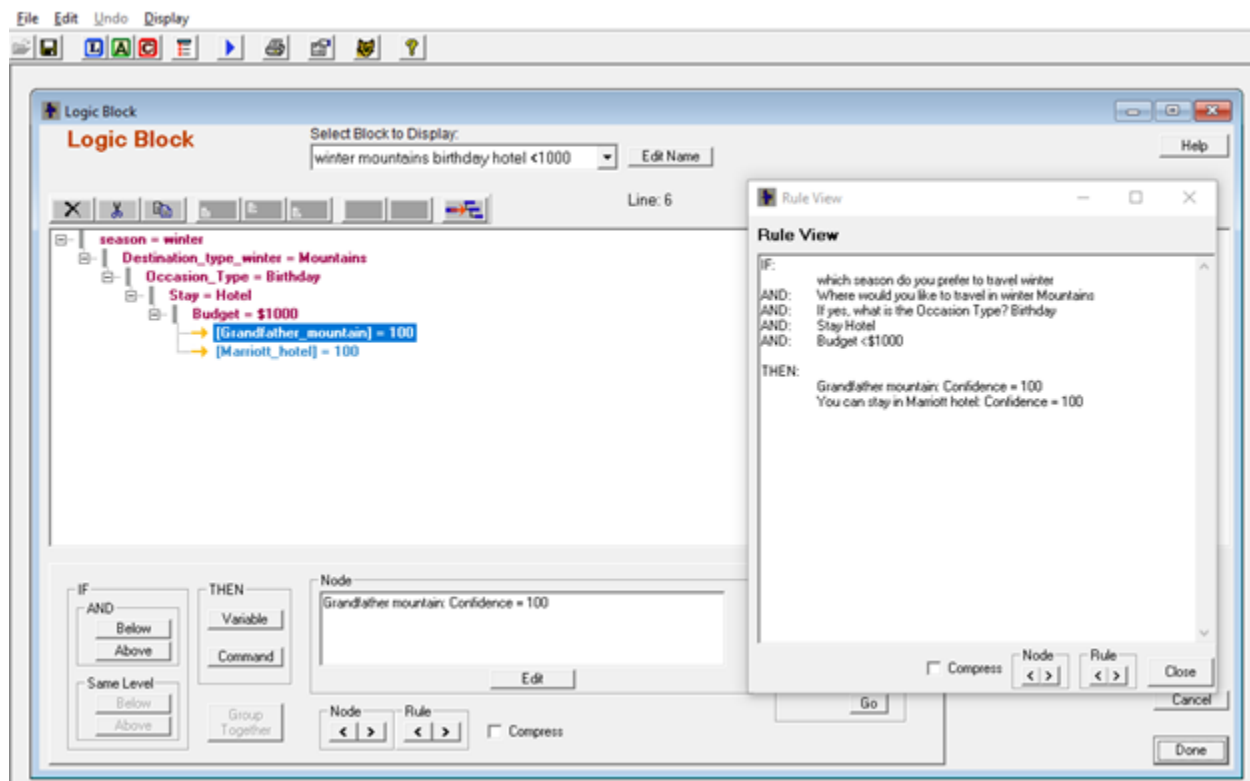 File Edit Undo Display
L A C ?
Logic Block
Logic Block
Select Block to Display:
winter mountains birthday hotel <1000
Edit Name
Help
Line: 6
season = winter
Destination_type_winter = Mountains
Occasion_Type = Birthday
Stay = Hotel
Budget = $1000
[Grandfather_mountain] = 100
[Marriott_hotel] = 100
Rule View
Rule View
IF:
which season do you prefer to travel winter
AND: Where would you like to travel in winter Mountains
AND: If yes, what is the Occasion Type? Birthday
AND: Stay Hotel
AND: Budget <$1000
THEN:
Grandfather mountain: Confidence = 100
You can stay in Marriott hotel: Confidence = 100
Compress
Node
< >
Rule
< >
Close
IF
AND
Below
Above
Same Level
Below
Above
THEN
Variable
Command
Group
Together
Node
Grandfather mountain: Confidence = 100
Edit
Node
< >
Rule
< >
Compress
Go
Cancel
Done